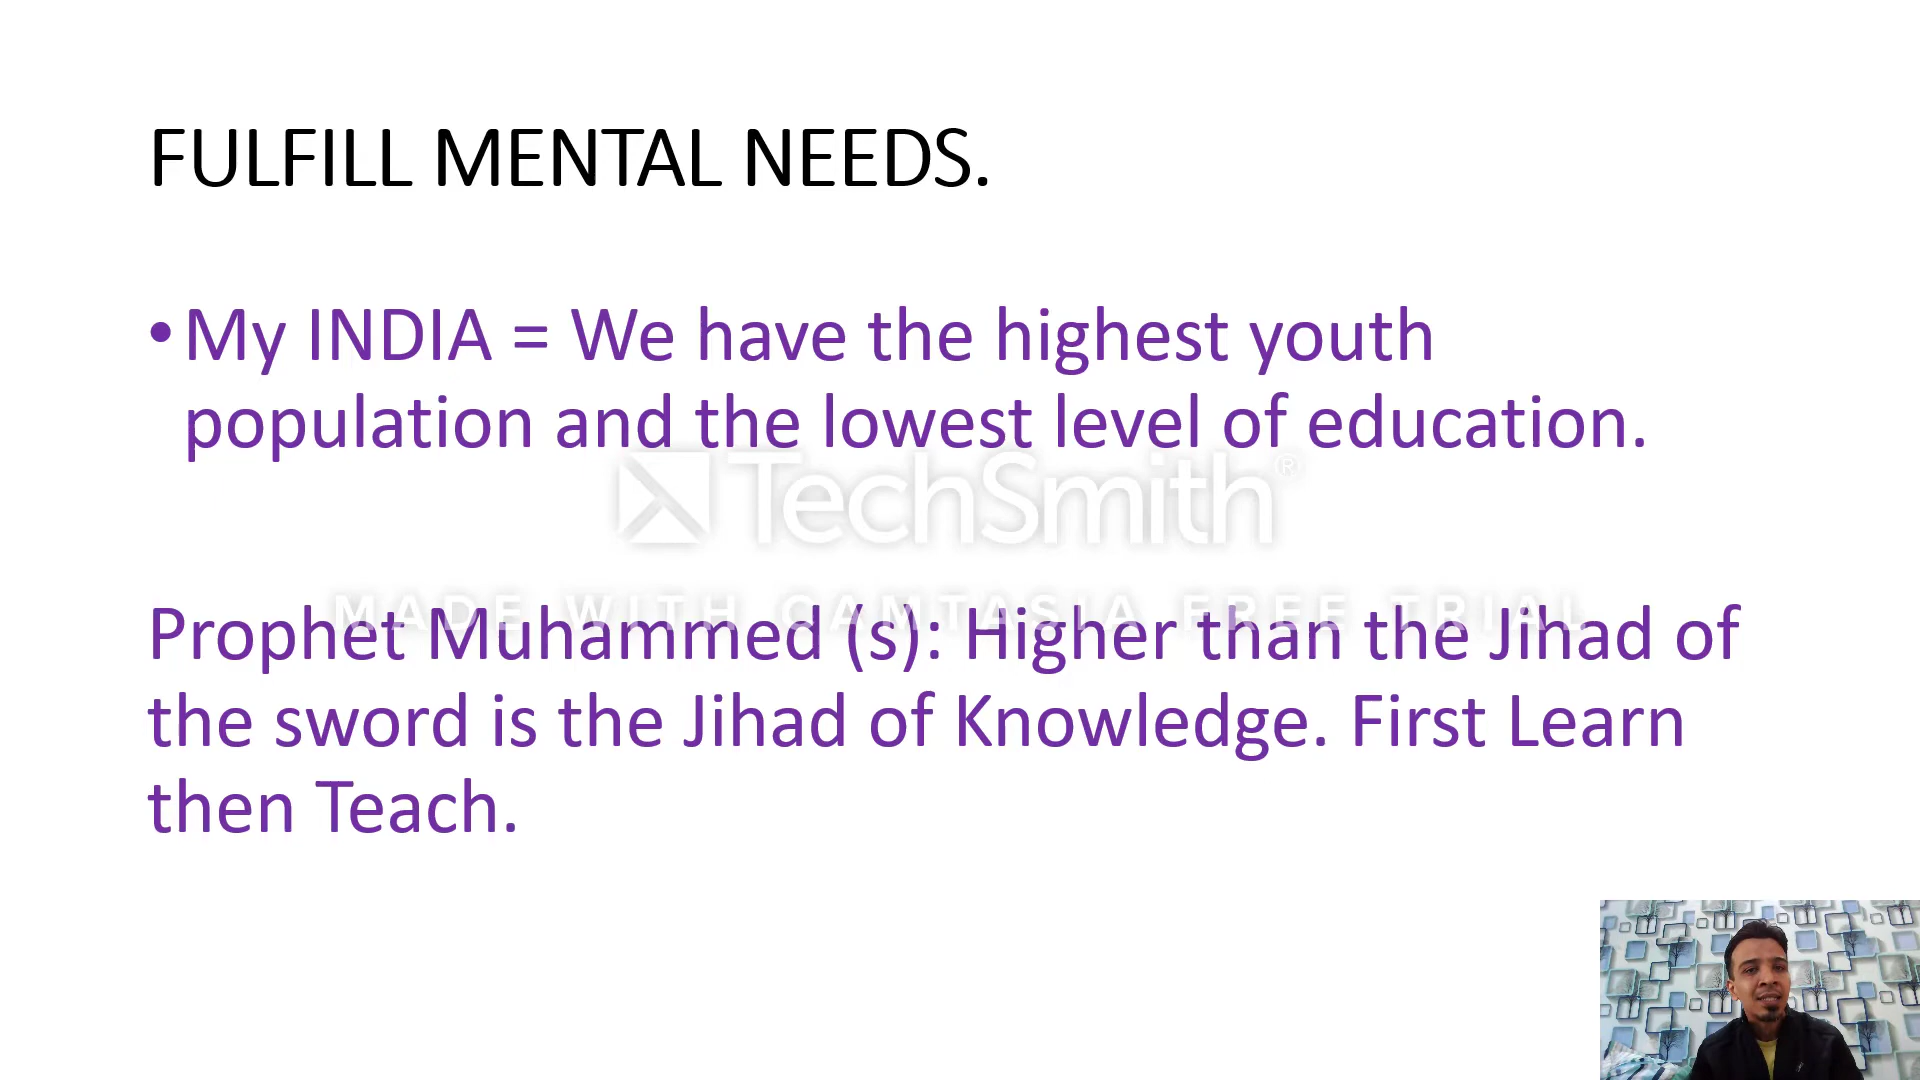 FULFILL MENTAL NEEDS.
•My INDIA = We have the highest youth
population and the lowest level of education.
TechSmith®
MADE WITH CAMTASIA FREE TRIAL
Prophet Muhammed (s): Higher than the Jihad of
the sword is the Jihad of Knowledge. First Learn
then Teach.